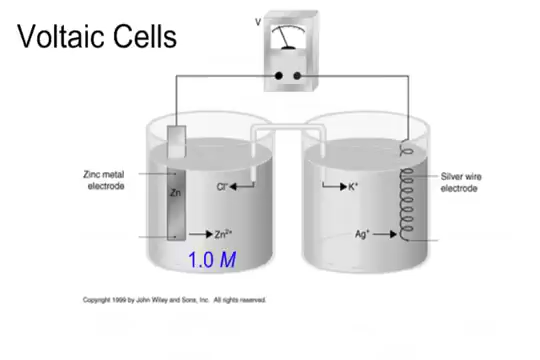 Voltaic Cells
V
Zinc metal
electrode
Zn
Cl⁻
K⁺
Silver wire
electrode
Zn²⁺
Ag⁺
1.0 M
Copyright 1999 by John Wiley and Sons, Inc. All rights reserved.